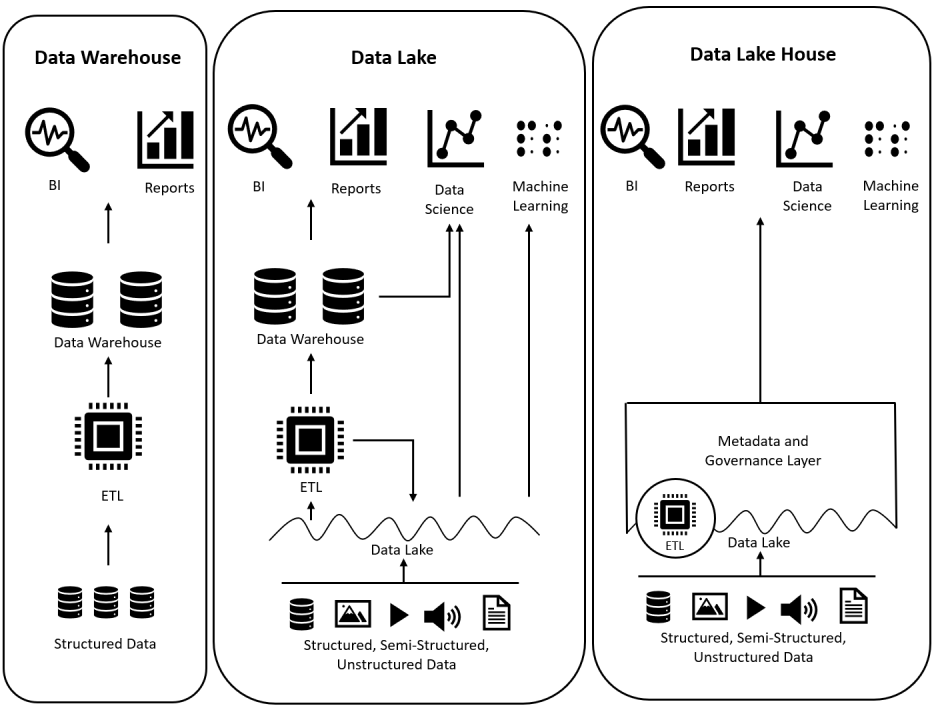 Data Warehouse
BI
Reports
Data Warehouse
ETL
Structured Data
Data Lake
BI
Reports
Data
Science
Machine
Learning
Data Warehouse
ETL
Data Lake
Structured, Semi-Structured,
Unstructured Data
Data Lake House
BI
Reports
Data
Science
Machine
Learning
Metadata and
Governance Layer
ETL
Data Lake
Structured, Semi-Structured,
Unstructured Data